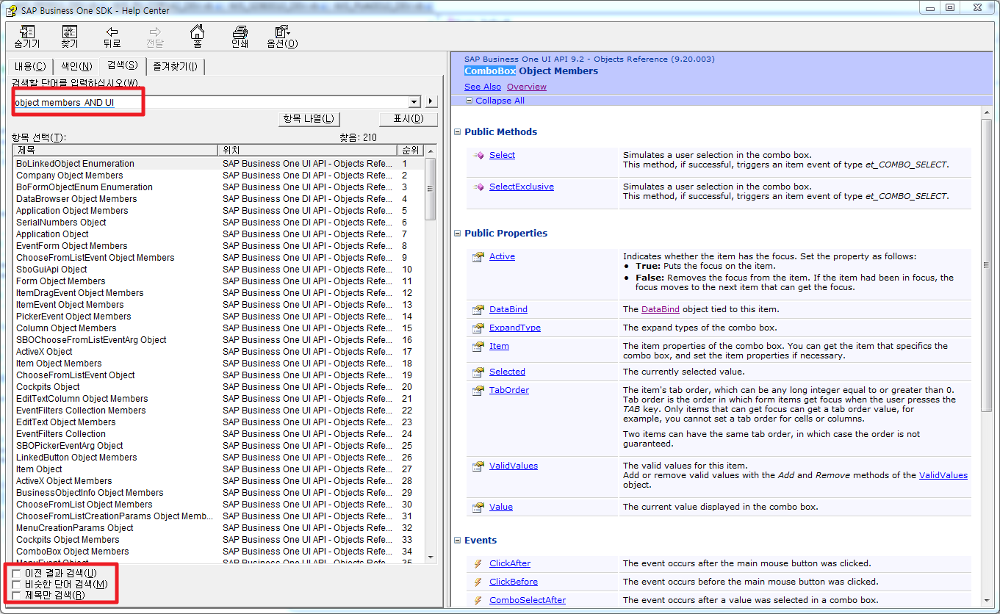 SAP Business One SDK - Help Center
숨기기 찾기 뒤로 전달 홈 인쇄 옵션(O)
내용(C) 색인(N) 검색(S) 즐겨찾기(I)
검색할 단어를 입력하십시오(W):
object members AND UI
항목 나열(L) 표시(D)
항목 선택(T): 찾음: 210
제목 위치 순위
BoLinkedObject Enumeration SAP Business One UI API - Objects Refe... 1
Company Object Members SAP Business One DI API - Objects Refe... 2
BoFormObjectEnum Enumeration SAP Business One UI API - Objects Refe... 3
DataBrowser Object Members SAP Business One DI API - Objects Refe... 4
Application Object Members SAP Business One UI API - Objects Refe... 5
SerialNumbers Object SAP Business One DI API - Objects Refe... 6
Application Object SAP Business One UI API - Objects Refe... 7
EventForm Object Members SAP Business One UI API - Objects Refe... 8
ChooseFromListEvent Object Members SAP Business One UI API - Objects Refe... 9
SboGuiApi Object SAP Business One UI API - Objects Refe... 10
Form Object Members SAP Business One UI API - Objects Refe... 11
ItemDragEvent Object Members SAP Business One UI API - Objects Refe... 12
ItemEvent Object Members SAP Business One UI API - Objects Refe... 13
PickerEvent Object Members SAP Business One UI API - Objects Refe... 14
Column Object Members SAP Business One UI API - Objects Refe... 15
SBOChooseFromListEventArg Object SAP Business One UI API - Objects Refe... 16
ActiveX Object SAP Business One UI API - Objects Refe... 17
Item Object Members SAP Business One UI API - Objects Refe... 18
ChooseFromListEvent Object SAP Business One UI API - Objects Refe... 19
Cockpits Object SAP Business One UI API - Objects Refe... 20
EditTextColumn Object Members SAP Business One UI API - Objects Refe... 21
EventFilters Collection Members SAP Business One UI API - Objects Refe... 22
EditText Object Members SAP Business One UI API - Objects Refe... 23
EventFilters Collection SAP Business One UI API - Objects Refe... 24
SBOPickerEventArg Object SAP Business One UI API - Objects Refe... 25
LinkedButton Object Members SAP Business One UI API - Objects Refe... 26
Item Object SAP Business One UI API - Objects Refe... 27
ActiveX Object Members SAP Business One UI API - Objects Refe... 28
BusinessObjectInfo Object Members SAP Business One UI API - Objects Refe... 29
ChooseFromList Object Members SAP Business One UI API - Objects Refe... 30
ChooseFromListCreationParams Object Memb... SAP Business One UI API - Objects Refe... 31
MenuCreationParams Object SAP Business One UI API - Objects Refe... 32
Cockpits Object Members SAP Business One UI API - Objects Refe... 33
ComboBox Object Members SAP Business One UI API - Objects Refe... 34
MenuEvent Object SAP Business One UI API - Objects Refe... 35
이전 결과 검색(U)
비슷한 단어 검색(M)
제목만 검색(R)
SAP Business One UI API 9.2 - Objects Reference (9.20.003)
ComboBox Object Members
See Also Overview
Collapse All
Public Methods
Select Simulates a user selection in the combo box.
This method, if successful, triggers an item event of type et_COMBO_SELECT.
SelectExclusive Simulates a user selection in the combo box.
This method, if successful, triggers an item event of type et_COMBO_SELECT.
Public Properties
Active Indicates whether the item has the focus. Set the property as follows:
● True: Puts the focus on the item.
● False: Removes the focus from the item. If the item had been in focus, the
focus moves to the next item that can get the focus.
DataBind The DataBind object tied to this item.
ExpandType The expand types of the combo box.
Item The item properties of the combo box. You can get the item that specifics the
combo box, and set the item properties if necessary.
Selected The currently selected value.
TabOrder The item's tab order, which can be any long integer equal to or greater than 0.
Tab order is the order in which form items get focus when the user presses the
TAB key. Only items that can get focus can get a tab order value, for
example, you cannot set a tab order for cells or columns.
Two items can have the same tab order, in which case the order is not
guaranteed.
ValidValues The valid values for this item.
Add or remove valid values with the Add and Remove methods of the ValidValues
object.
Value The current value displayed in the combo box.
Events
ClickAfter The event occurs after the main mouse button was clicked.
ClickBefore The event occurs before the main mouse button was clicked.
ComboSelectAfter The event occurs after a value was selected in a combo box.